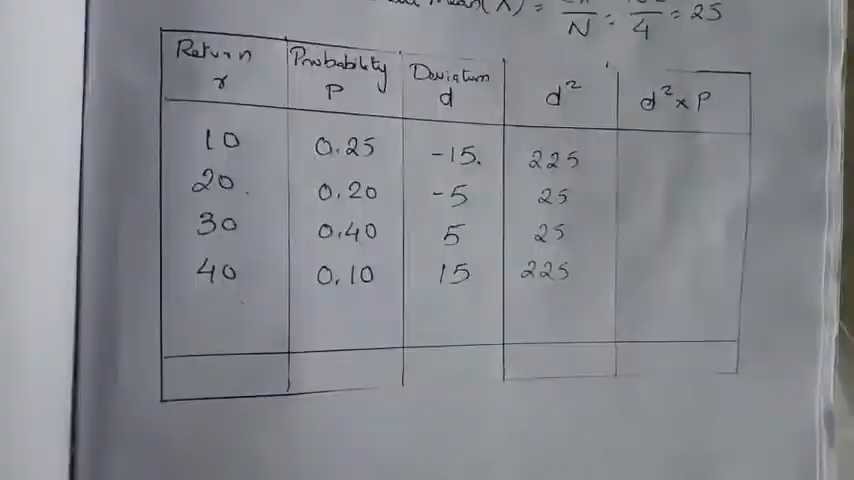 Mean(X) = /N = /4 = 25
Return r Probability P Deviation d d² d² x P
10 0.25 -15. 225
20 0.20 -5 25
30 0.40 5 25
40 0.10 15 225